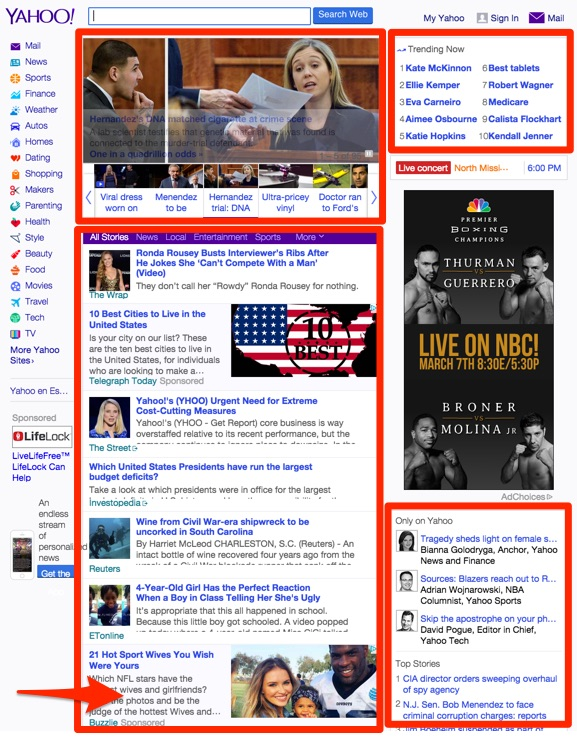 YAHOO!
Search Web
My Yahoo
Sign In
Mail
Mail
News
Sports
Finance
Weather
Autos
Homes
Dating
Shopping
Makers
Parenting
Health
Style
Beauty
Food
Movies
Travel
Tech
TV
More Yahoo
Sites›
Yahoo en Es...
Sponsored
LifeLock
LiveLifeFree™
LifeLock Can
Help
An
endless
stream
of
personalized
news
Get the
Hernandez's DNA matched cigarette at crime scene
A lab scientist testifies that genetic material was found is
connected to the murder-trial defendant.
One in a quadrillion odds »
Viral dress
worn on
Menendez
to be
Hernandez
trial: DNA
Ultra-pricey
vinyl
Doctor ran
to Ford's
All Stories News Local Entertainment Sports More
Ronda Rousey Busts Interviewer's Ribs After
He Jokes She 'Can't Compete With a Man'
(Video)
They don't call her "Rowdy" Ronda Rousey for nothing.
The Wrap
10 Best Cities to Live in the
United States
Is your city on our list? These
are the ten best cities to live in
the United States, for individuals
who are looking to make a...
Telegraph Today Sponsored
10
BEST
Yahoo!'s (YHOO) Urgent Need for Extreme
Cost-Cutting Measures
Yahoo!'s (YHOO - Get Report) core business is way
overstaffed relative to its recent performance, but the
The Street
Which United States Presidents have run the largest
budget deficits?
Take a look at which presidents were in office for the largest
Investopedia
Wine from Civil War-era shipwreck to be
uncorked in South Carolina
By Harriet McLeod CHARLESTON, S.C. (Reuters) - An
intact bottle of wine recovered four years ago from the
Reuters
4-Year-Old Girl Has the Perfect Reaction
When a Boy in Class Telling Her She's Ugly
It's appropriate that this all happened in school.
Because this little boy got schooled. A video popped
ETonline
21 Hot Sport Wives You Wish
Were Yours
Which NFL stars have the
wives and girlfriends?
the photos and be the
judge of the hottest Wives and...
Buzzlie Sponsored
Trending Now
1 Kate McKinnon
2 Ellie Kemper
3 Eva Carneiro
4 Aimee Osbourne
5 Katie Hopkins
6 Best tablets
7 Robert Wagner
8 Medicare
9 Calista Flockhart
10 Kendall Jenner
Live concert North Missi... 6:00 PM
PREMIER
BOXING
CHAMPIONS
THURMAN
VS
GUERRERO
LIVE ON NBC!
MARCH 7TH 8:30E/5:30P
BRONER
VS
MOLINA JR
AdChoices
Only on Yahoo
Tragedy sheds light on female s...
Bianna Golodryga, Anchor, Yahoo
News and Finance
Sources: Blazers reach out to R...
Adrian Wojnarowski, NBA
Columnist, Yahoo Sports
Skip the apostrophe on your ph...
David Pogue, Editor in Chief,
Yahoo Tech
Top Stories
1 CIA director orders sweeping overhaul
of spy agency
2 N.J. Sen. Bob Menendez to face
criminal corruption charges: reports